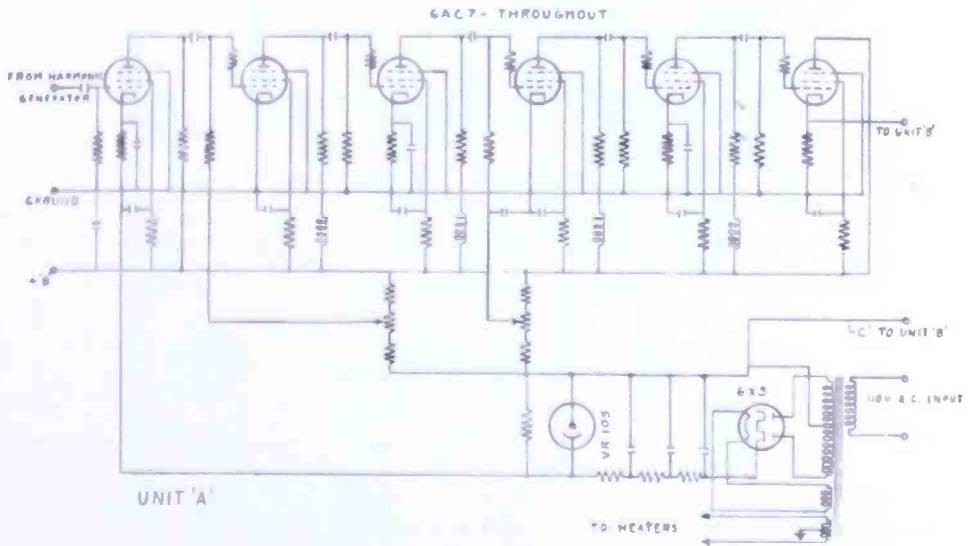 6AC7 - THROUGHOUT
FROM HARMONIC
GENERATOR
TO UNIT 'B'
GROUND
+ B
'C' TO UNIT 'B'
6X5
110V A.C. INPUT
VR 105
UNIT 'A'
TO HEATERS